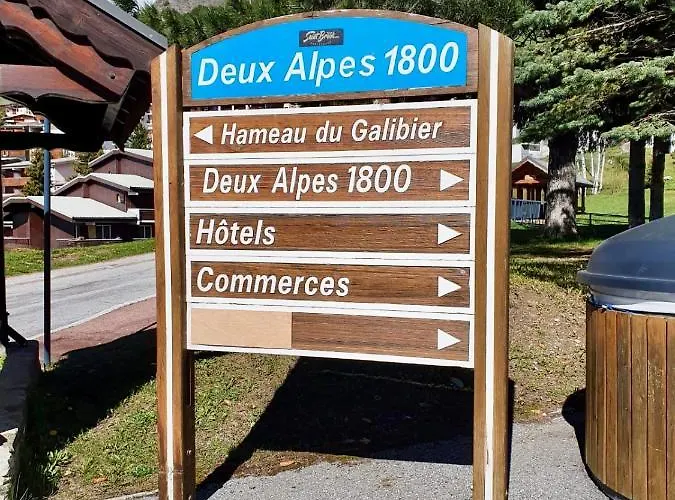 Deux Alpes 1800
Hameau du Galibier
Deux Alpes 1800
Hôtels
Commerces